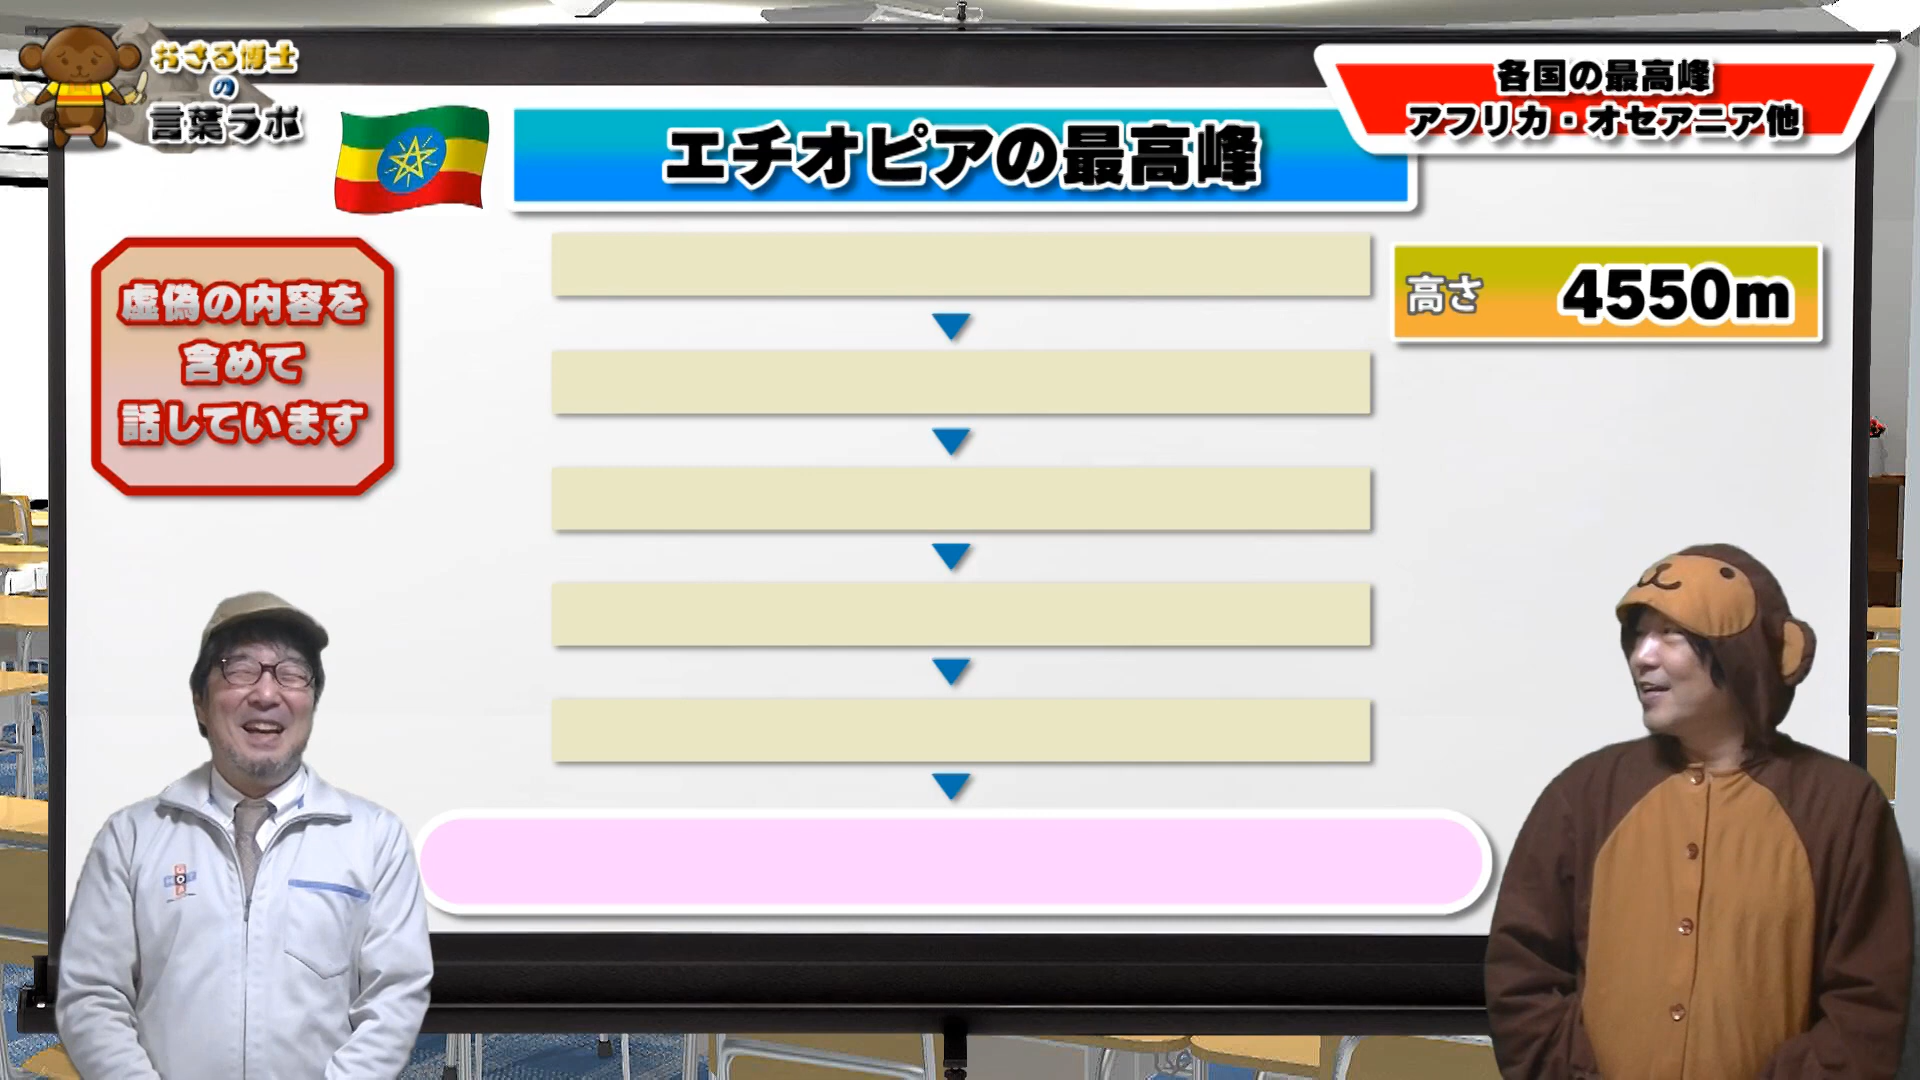 おさる博士
の
言葉ラボ
エチオピアの最高峰
各国の最高峰
アフリカ・オセアニア他
虚偽の内容を
含めて
話しています
高さ 4550m